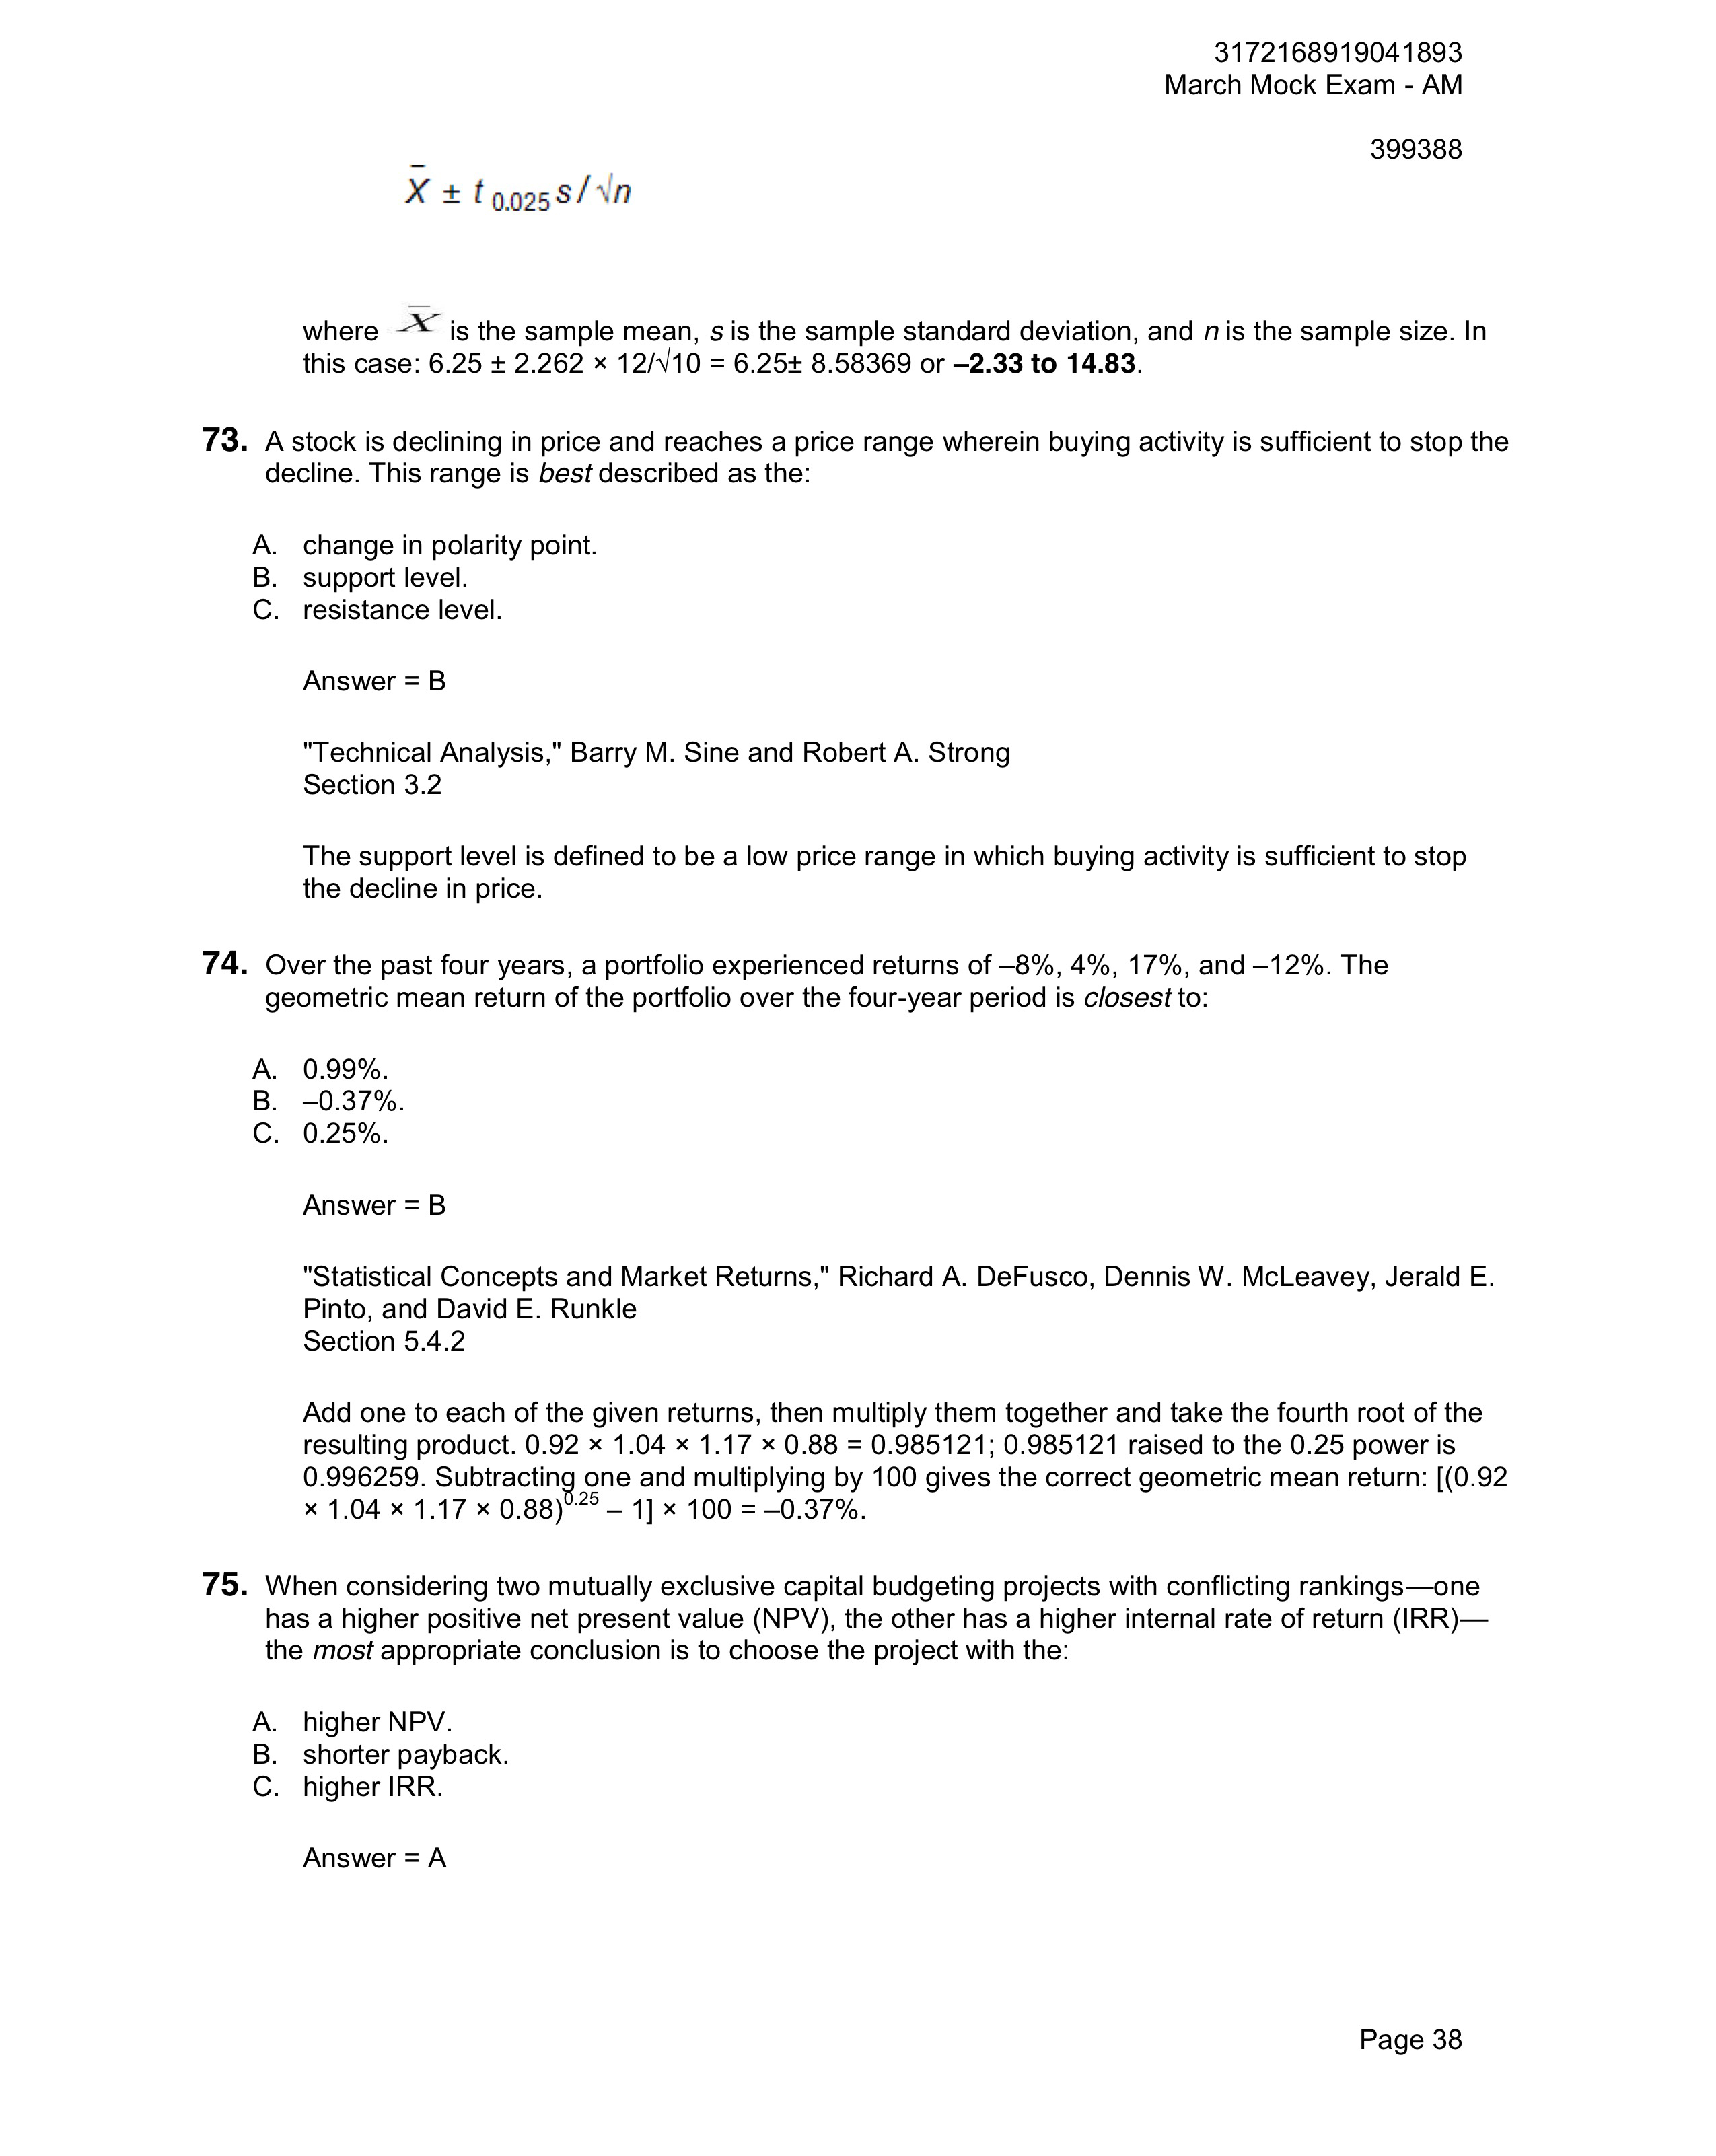 3172168919041893
March Mock Exam - AM
399388
X̄ ± t 0.025 s/√n
where X̄ is the sample mean, s is the sample standard deviation, and n is the sample size. In
this case: 6.25 ± 2.262 × 12/√10 = 6.25± 8.58369 or –2.33 to 14.83.
73. A stock is declining in price and reaches a price range wherein buying activity is sufficient to stop the
decline. This range is best described as the:
A. change in polarity point.
B. support level.
C. resistance level.
Answer = B
"Technical Analysis," Barry M. Sine and Robert A. Strong
Section 3.2
The support level is defined to be a low price range in which buying activity is sufficient to stop
the decline in price.
74. Over the past four years, a portfolio experienced returns of –8%, 4%, 17%, and –12%. The
geometric mean return of the portfolio over the four-year period is closest to:
A. 0.99%.
B. –0.37%.
C. 0.25%.
Answer = B
"Statistical Concepts and Market Returns," Richard A. DeFusco, Dennis W. McLeavey, Jerald E.
Pinto, and David E. Runkle
Section 5.4.2
Add one to each of the given returns, then multiply them together and take the fourth root of the
resulting product. 0.92 × 1.04 × 1.17 × 0.88 = 0.985121; 0.985121 raised to the 0.25 power is
0.996259. Subtracting one and multiplying by 100 gives the correct geometric mean return: [(0.92
× 1.04 × 1.17 × 0.88)^0.25 – 1] × 100 = –0.37%.
75. When considering two mutually exclusive capital budgeting projects with conflicting rankings—one
has a higher positive net present value (NPV), the other has a higher internal rate of return (IRR)—
the most appropriate conclusion is to choose the project with the:
A. higher NPV.
B. shorter payback.
C. higher IRR.
Answer = A
Page 38